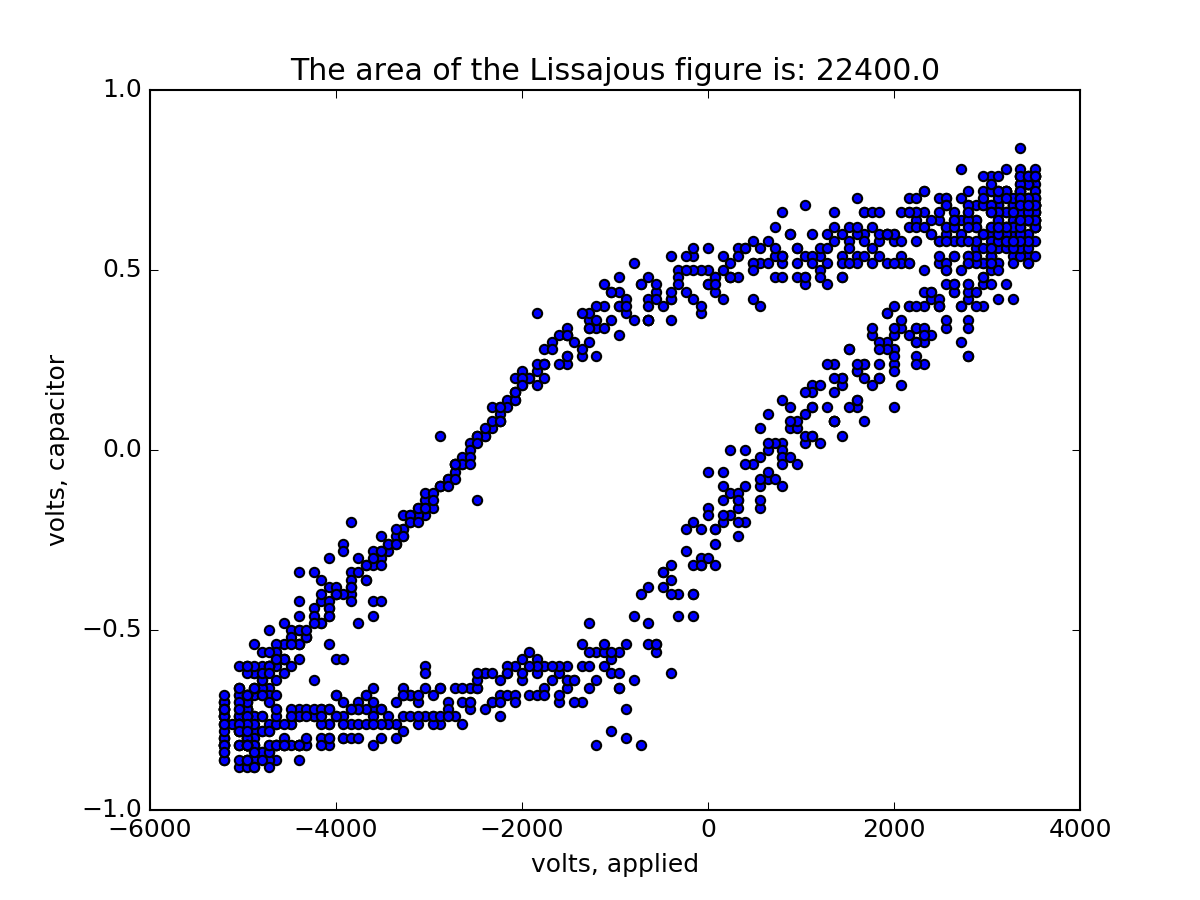 The area of the Lissajous figure is: 22400.0
1.0
0.5
0.0
−0.5
−1.0
volts, capacitor
−6000 −4000 −2000 0 2000 4000
volts, applied